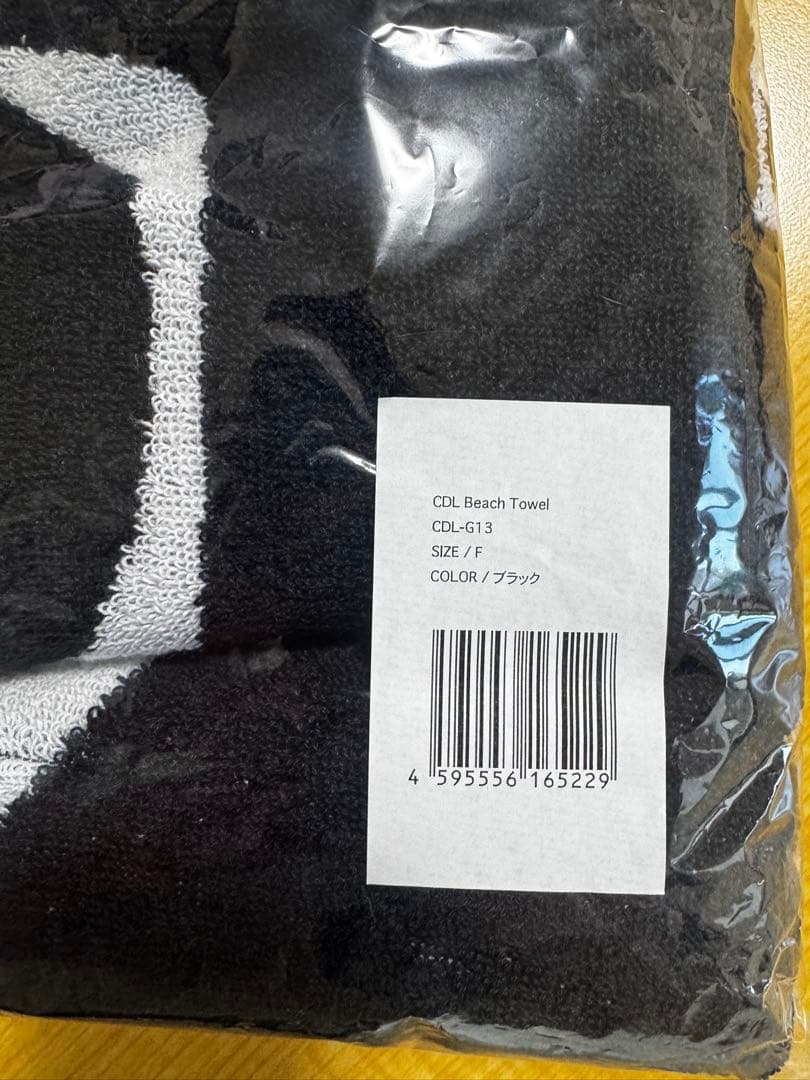 CDL Beach Towel
CDL-G13
SIZE / F
COLOR / ブラック
4 595556 165229